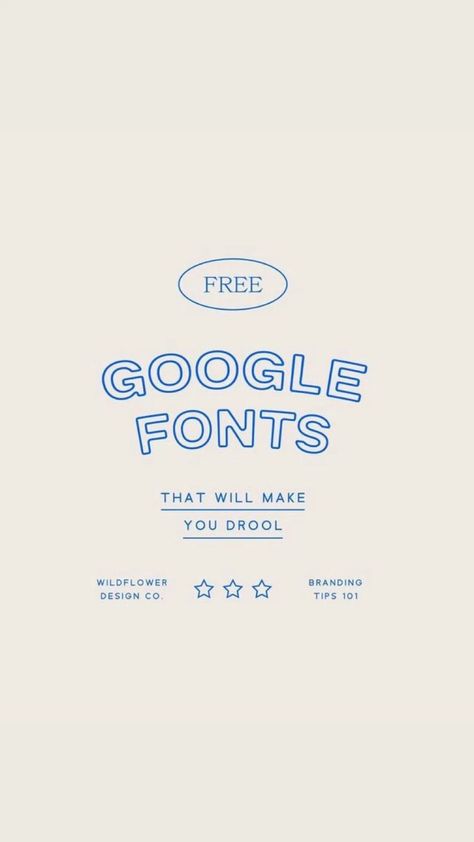 FREE
GOOGLE
FONTS
THAT WILL MAKE
YOU DROOL
WILDFLOWER
DESIGN CO.
BRANDING
TIPS 101